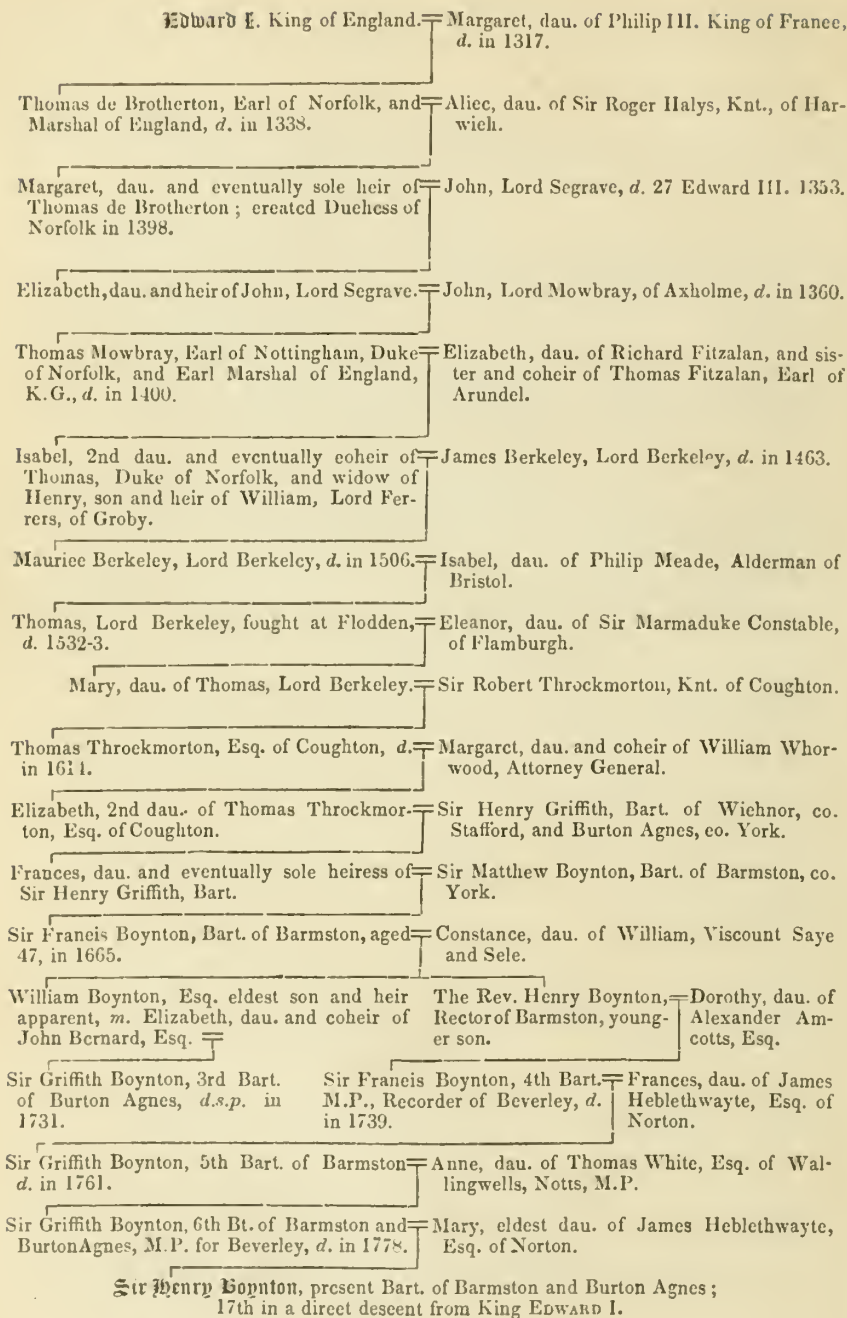 Edward I. King of England.
Margaret, dau. of Philip III. King of France,
d. in 1317.
Thomas de Brotherton, Earl of Norfolk, and
Marshal of England, d. in 1338.
Alice, dau. of Sir Roger Halys, Knt., of Har-
wich.
Margaret, dau. and eventually sole heir of
Thomas de Brotherton; created Duchess of
Norfolk in 1398.
John, Lord Segrave, d. 27 Edward III. 1353.
Elizabeth, dau. and heir of John, Lord Segrave.
John, Lord Mowbray, of Axholme, d. in 1360.
Thomas Mowbray, Earl of Nottingham, Duke
of Norfolk, and Earl Marshal of England,
K.G., d. in 1400.
Elizabeth, dau. of Richard Fitzalan, and sis-
ter and coheir of Thomas Fitzalan, Earl of
Arundel.
Isabel, 2nd dau. and eventually coheir of
Thomas, Duke of Norfolk, and widow of
Henry, son and heir of William, Lord Fer-
rers, of Groby.
James Berkeley, Lord Berkeley, d. in 1463.
Maurice Berkeley, Lord Berkeley, d. in 1506.
Isabel, dau. of Philip Meade, Alderman of
Bristol.
Thomas, Lord Berkeley, fought at Flodden,
d. 1532-3.
Eleanor, dau. of Sir Marmaduke Constable,
of Flamburgh.
Mary, dau. of Thomas, Lord Berkeley.
Sir Robert Throckmorton, Knt. of Coughton.
Thomas Throckmorton, Esq. of Coughton, d.
in 1614.
Margaret, dau. and coheir of William Whor-
wood, Attorney General.
Elizabeth, 2nd dau. of Thomas Throckmor-
ton, Esq. of Coughton.
Sir Henry Griffith, Bart. of Wichnor, co.
Stafford, and Burton Agnes, co. York.
Frances, dau. and eventually sole heiress of
Sir Henry Griffith, Bart.
Sir Matthew Boynton, Bart. of Barmston, co.
York.
Sir Francis Boynton, Bart. of Barmston, aged
47, in 1665.
Constance, dau. of William, Viscount Saye
and Sele.
William Boynton, Esq. eldest son and heir
apparent, m. Elizabeth, dau. and coheir of
John Bernard, Esq.
The Rev. Henry Boynton,
Rector of Barmston, young-
er son.
Dorothy, dau. of
Alexander Am-
cotts, Esq.
Sir Griffith Boynton, 3rd Bart.
of Burton Agnes, d.s.p. in
1731.
Sir Francis Boynton, 4th Bart.
M.P., Recorder of Beverley, d.
in 1739.
Frances, dau. of James
Heblethwayte, Esq. of
Norton.
Sir Griffith Boynton, 5th Bart. of Barmston
d. in 1761.
Anne, dau. of Thomas White, Esq. of Wal-
lingwells, Notts, M.P.
Sir Griffith Boynton, 6th Bt. of Barmston and
Burton Agnes, M.P. for Beverley, d. in 1778.
Mary, eldest dau. of James Heblethwayte,
Esq. of Norton.
Sir Henry Boynton, present Bart. of Barmston and Burton Agnes;
17th in a direct descent from King EDWARD I.